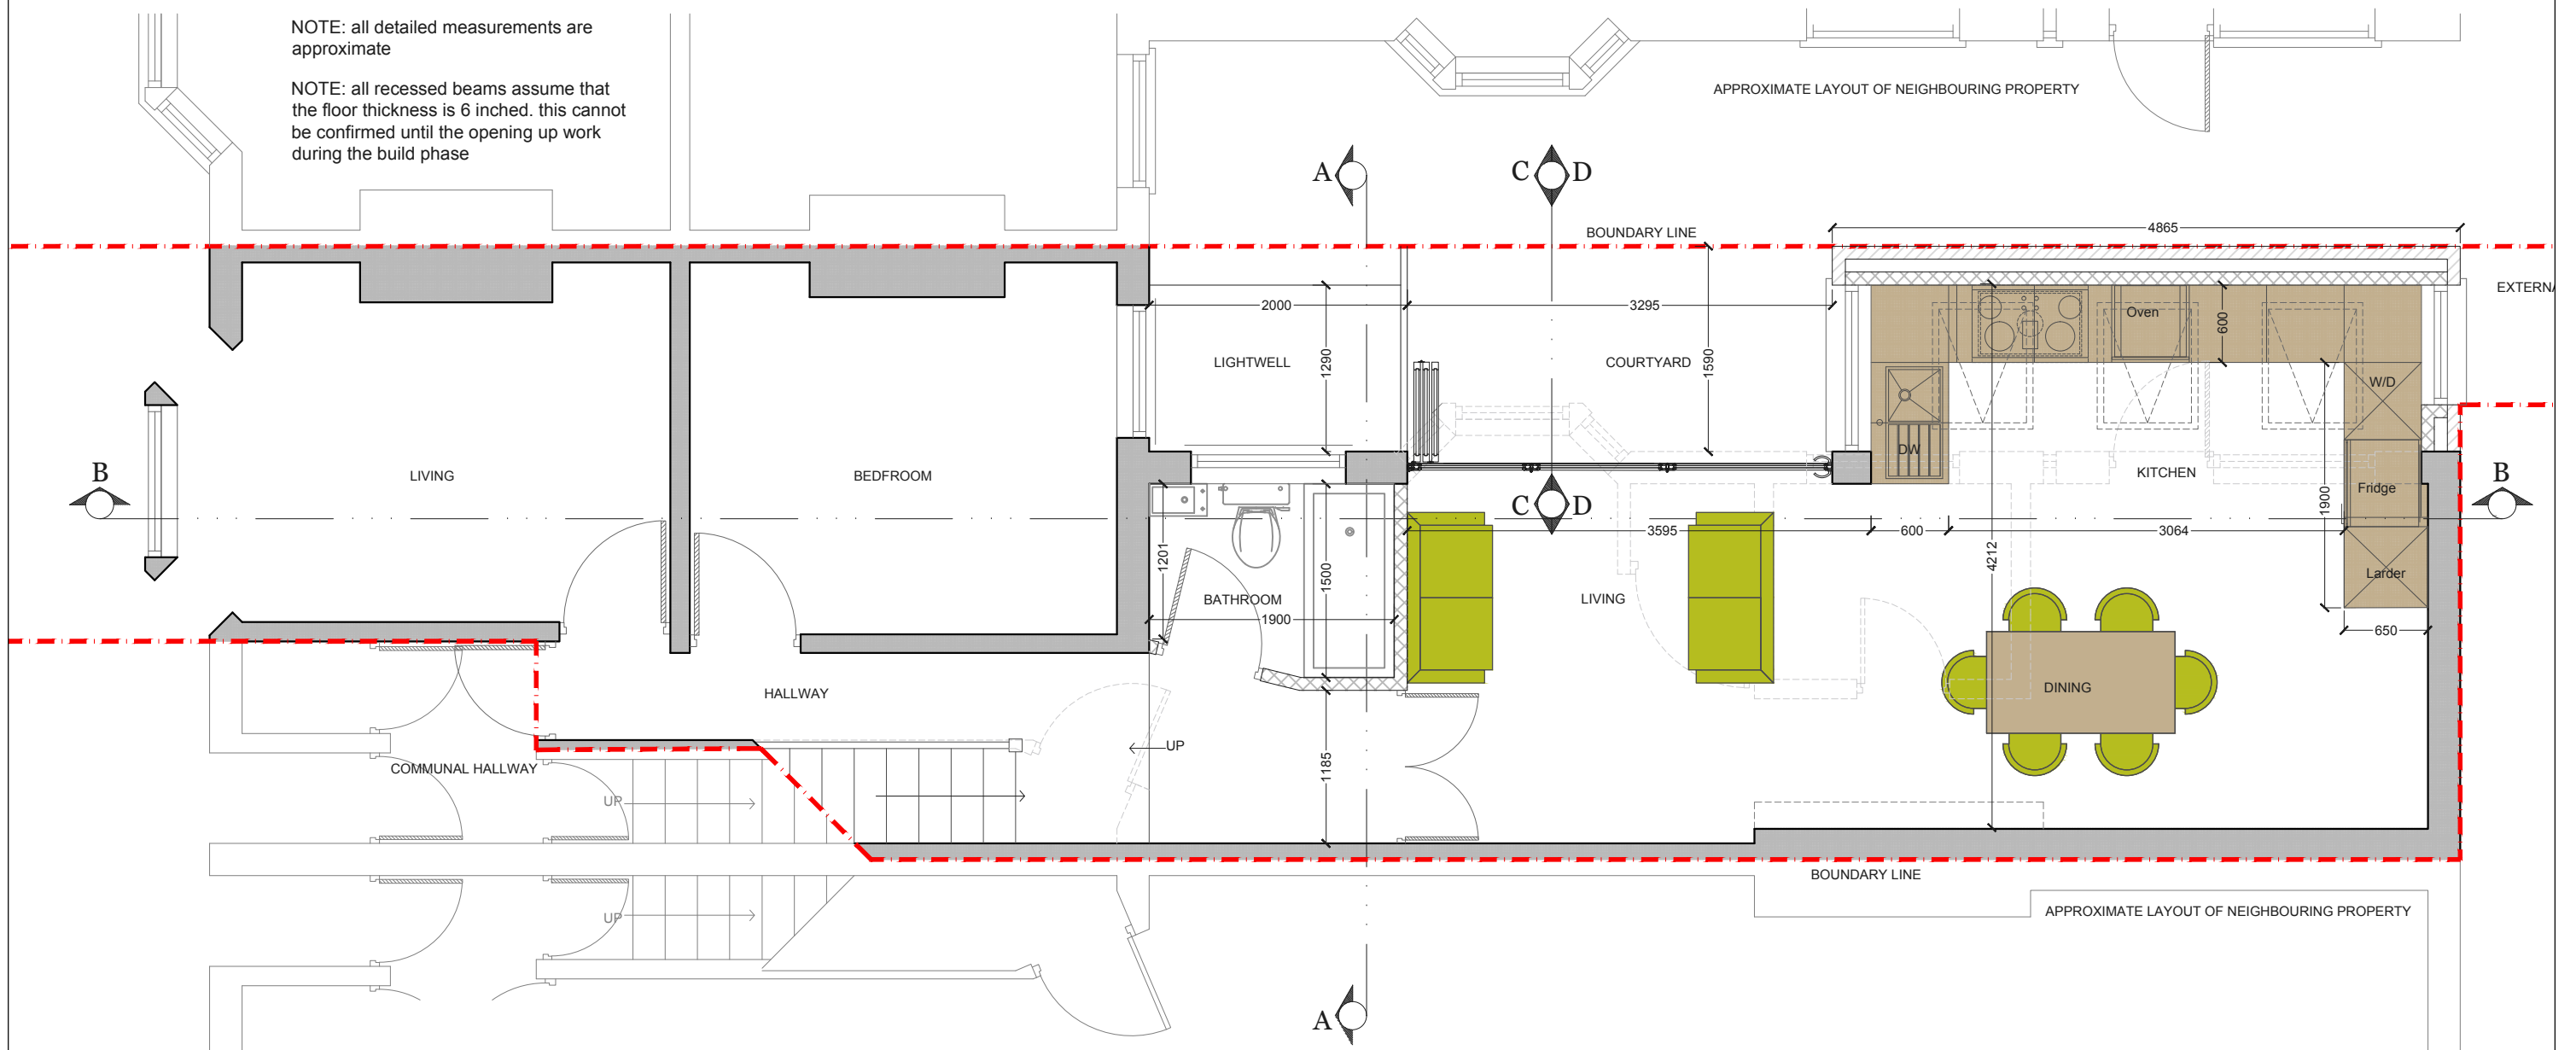 NOTE: all detailed measurements are
approximate
NOTE: all recessed beams assume that
the floor thickness is 6 inched. this cannot
be confirmed until the opening up work
during the build phase
APPROXIMATE LAYOUT OF NEIGHBOURING PROPERTY
A
C D
BOUNDARY LINE
4865
EXTERNA
2000
3295
Oven
600
LIGHTWELL
1290
COURTYARD
1590
W/D
B
LIVING
BEDFROOM
DW
KITCHEN
Fridge
B
1900
C D
3595
600
3064
1201
1500
4212
Larder
BATHROOM
LIVING
1900
650
HALLWAY
DINING
UP
1185
COMMUNAL HALLWAY
UP
BOUNDARY LINE
UP
APPROXIMATE LAYOUT OF NEIGHBOURING PROPERTY
A